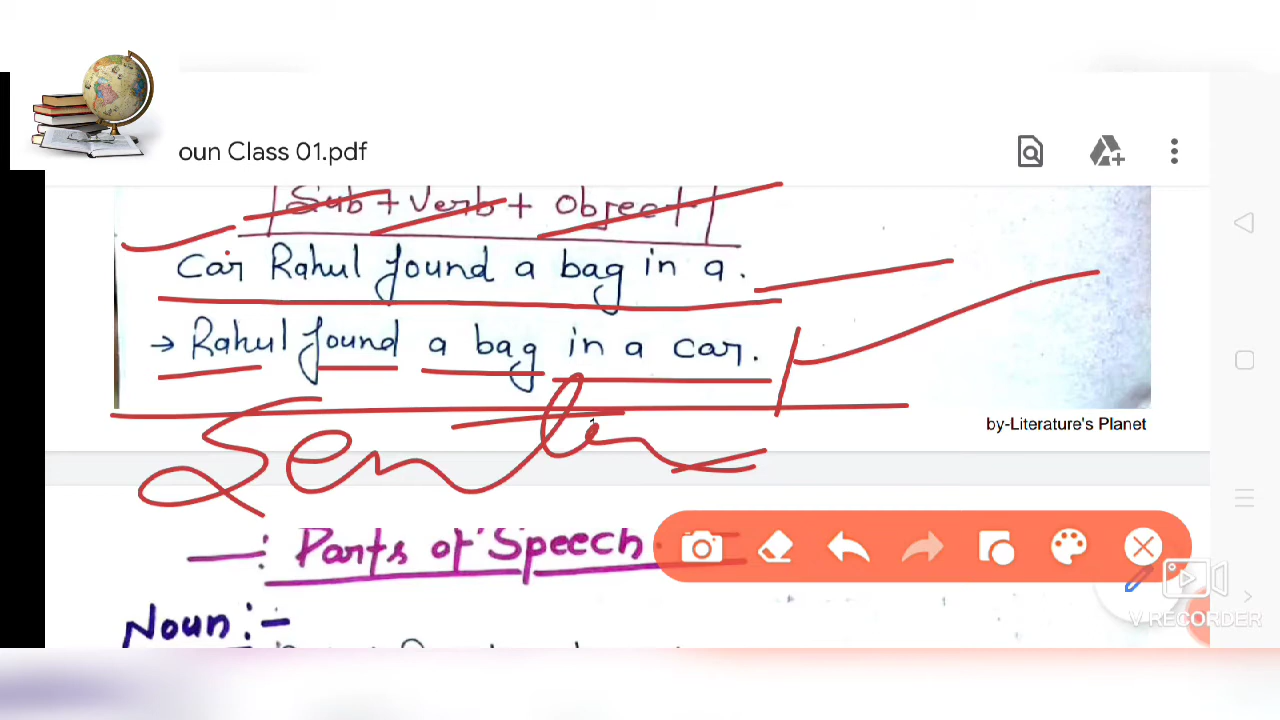 oun Class 01.pdf
Sub + Verb + Object
Car Rahul found a bag in a.
→ Rahul found a bag in a car.
by-Literature's Planet
Senten
—: Parts of Speech
Noun :-
V RECORDER